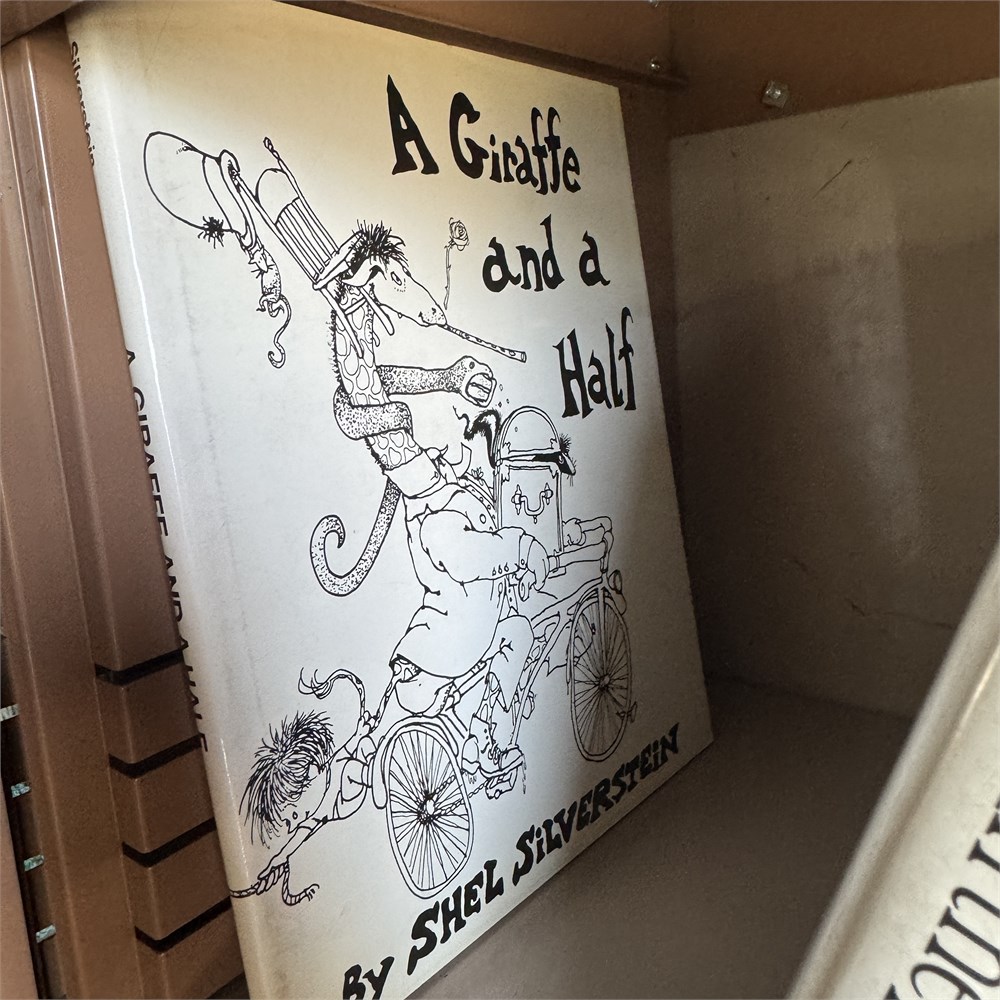 A Giraffe
and a
Half
By SHEL SiLVERSTEiN
Silverstein
A GIRAFFE AND A HALF